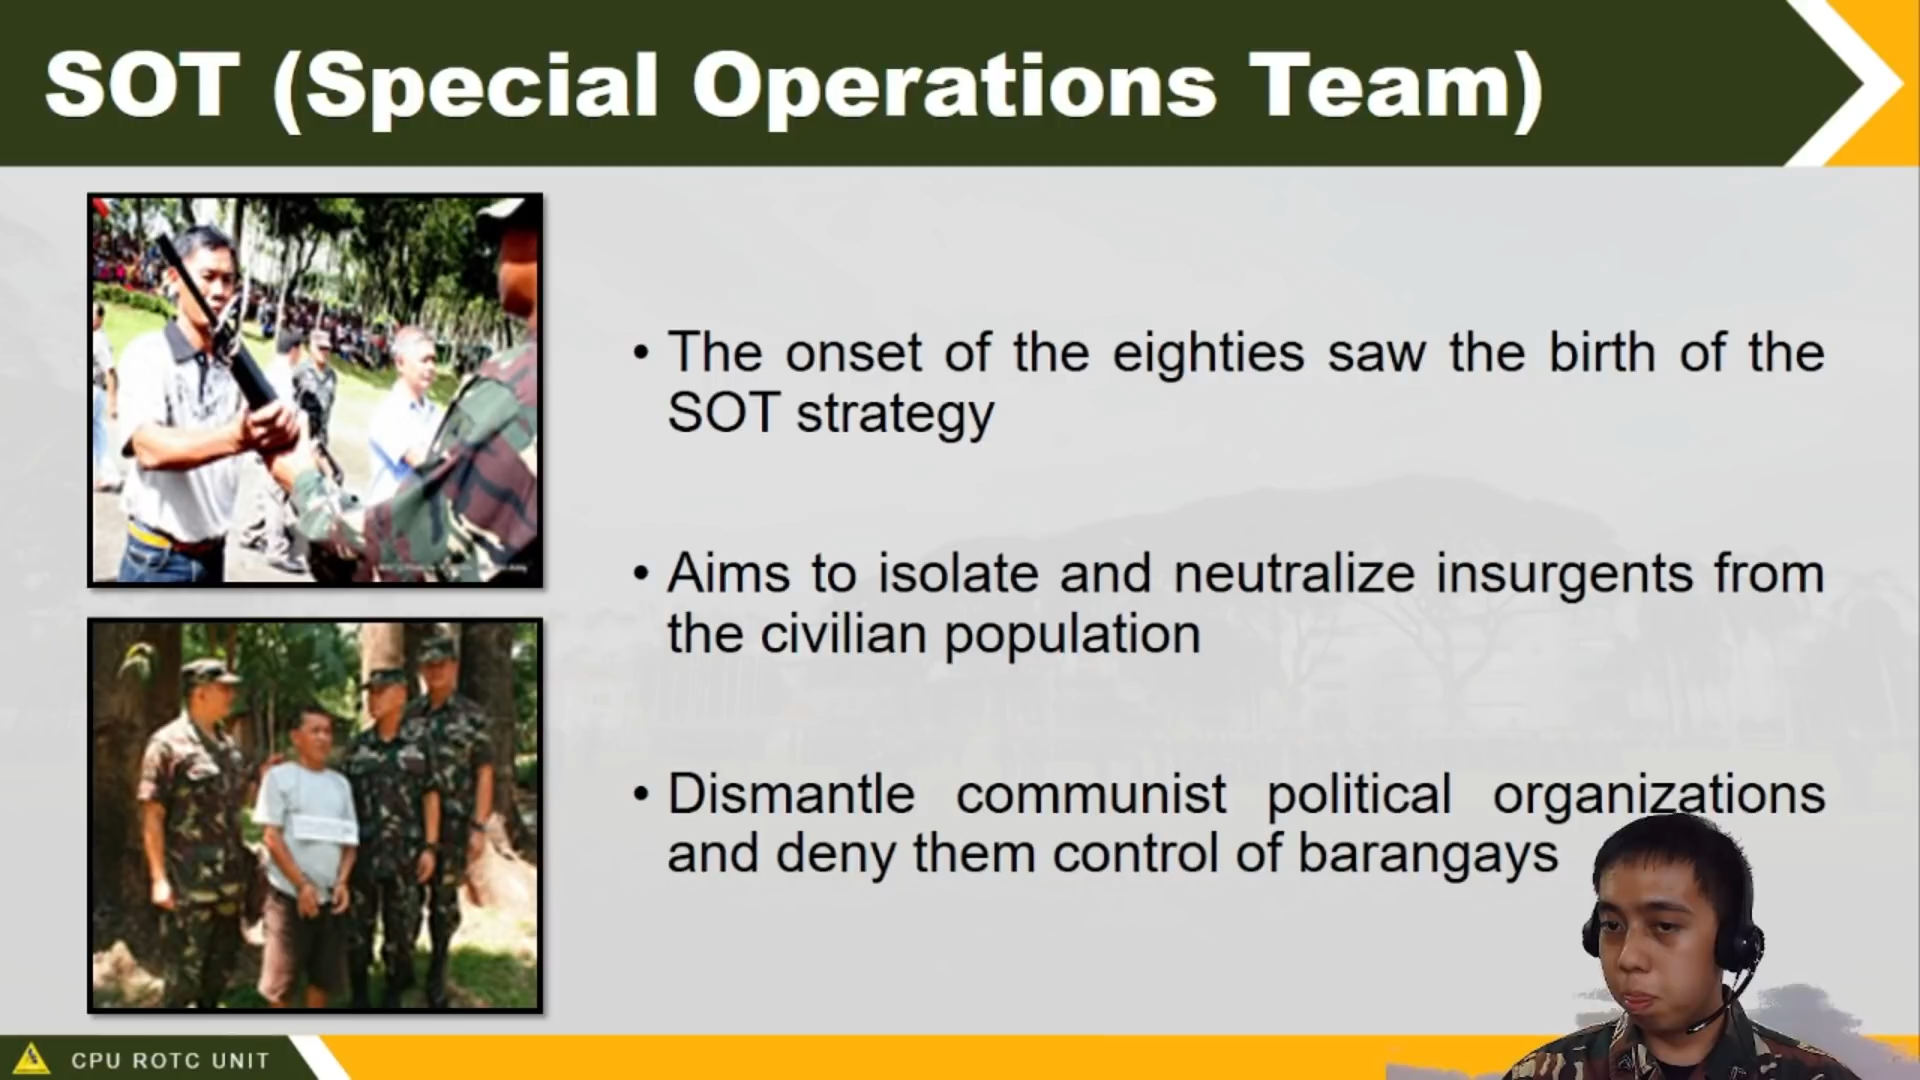 SOT (Special Operations Team)
• The onset of the eighties saw the birth of the
SOT strategy
• Aims to isolate and neutralize insurgents from
the civilian population
• Dismantle communist political organizations
and deny them control of barangays
CPU ROTC UNIT